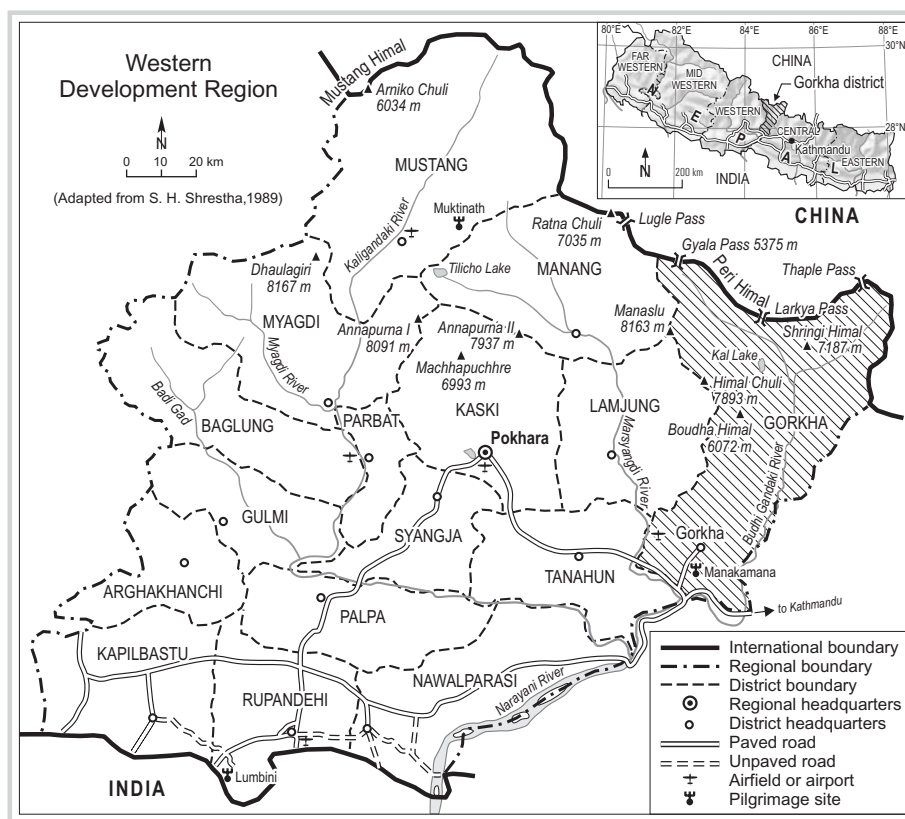 Western
Development Region
N
0 10 20 km
(Adapted from S. H. Shrestha,1989)
80°E 82°E 84°E 86°E 88°E
30°N
28°N
FAR
WESTERN
MID
WESTERN
WESTERN
CENTRAL
EASTERN
CHINA
Gorkha district
A
E
P
A
L
Kathmandu
INDIA
N
0 200 km
Mustang Himal
Arniko Chuli
6034 m
MUSTANG
Kaligandaki River
Muktinath
Ratna Chuli
7035 m
Lugle Pass
CHINA
Gyala Pass 5375 m
Peri Himal
Thaple Pass
Larkya Pass
Shringi Himal
7187 m
Dhaulagiri
8167 m
Tilicho Lake
MANANG
Manaslu
8163 m
Kal Lake
MYAGDI
Myagdi River
Annapurna I
8091 m
Annapurna II
7937 m
Machhapuchhre
6993 m
Himal Chuli
7893 m
Boudha Himal
6072 m
GORKHA
Budhi Gandaki River
Badi Gad
BAGLUNG
PARBAT
KASKI
LAMJUNG
Marsyangdi River
Pokhara
GULMI
SYANGJA
Gorkha
TANAHUN
Manakamana
ARGHAKHANCHI
PALPA
to Kathmandu
KAPILBASTU
RUPANDEHI
NAWALPARASI
Narayani River
Lumbini
INDIA
International boundary
Regional boundary
District boundary
Regional headquarters
District headquarters
Paved road
Unpaved road
Airfield or airport
Pilgrimage site